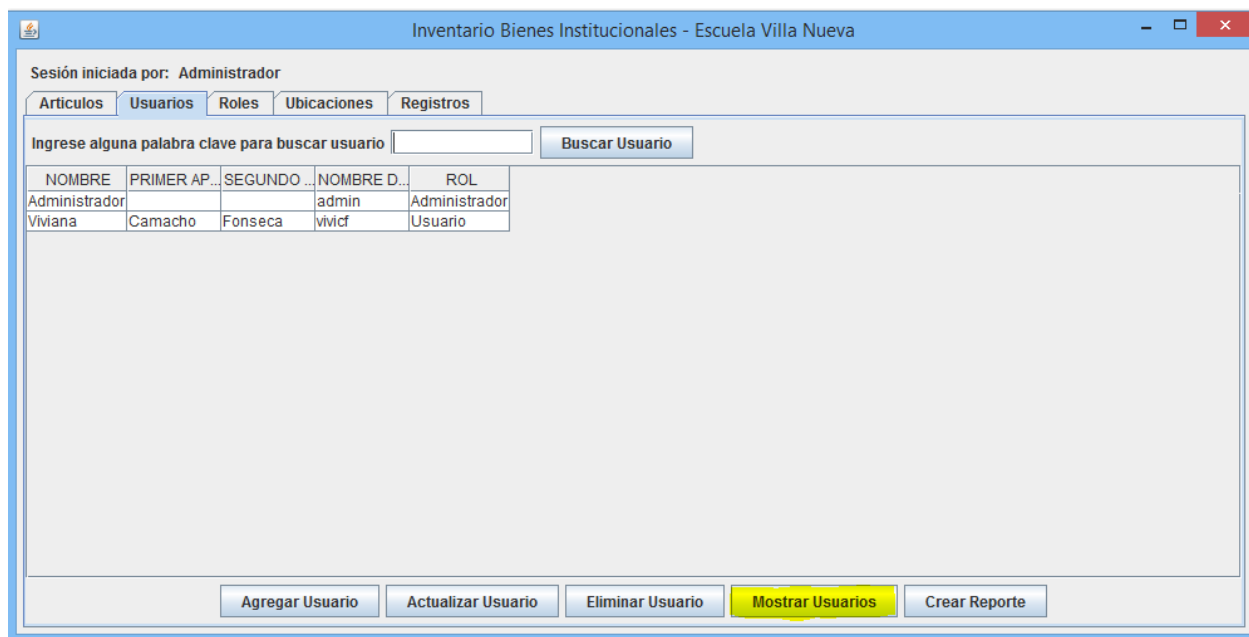 Inventario Bienes Institucionales - Escuela Villa Nueva
Sesión iniciada por: Administrador
Articulos Usuarios Roles Ubicaciones Registros
Ingrese alguna palabra clave para buscar usuario Buscar Usuario
NOMBRE PRIMER AP... SEGUNDO ... NOMBRE D... ROL
Administrador admin Administrador
Viviana Camacho Fonseca vivicf Usuario
Agregar Usuario Actualizar Usuario Eliminar Usuario Mostrar Usuarios Crear Reporte